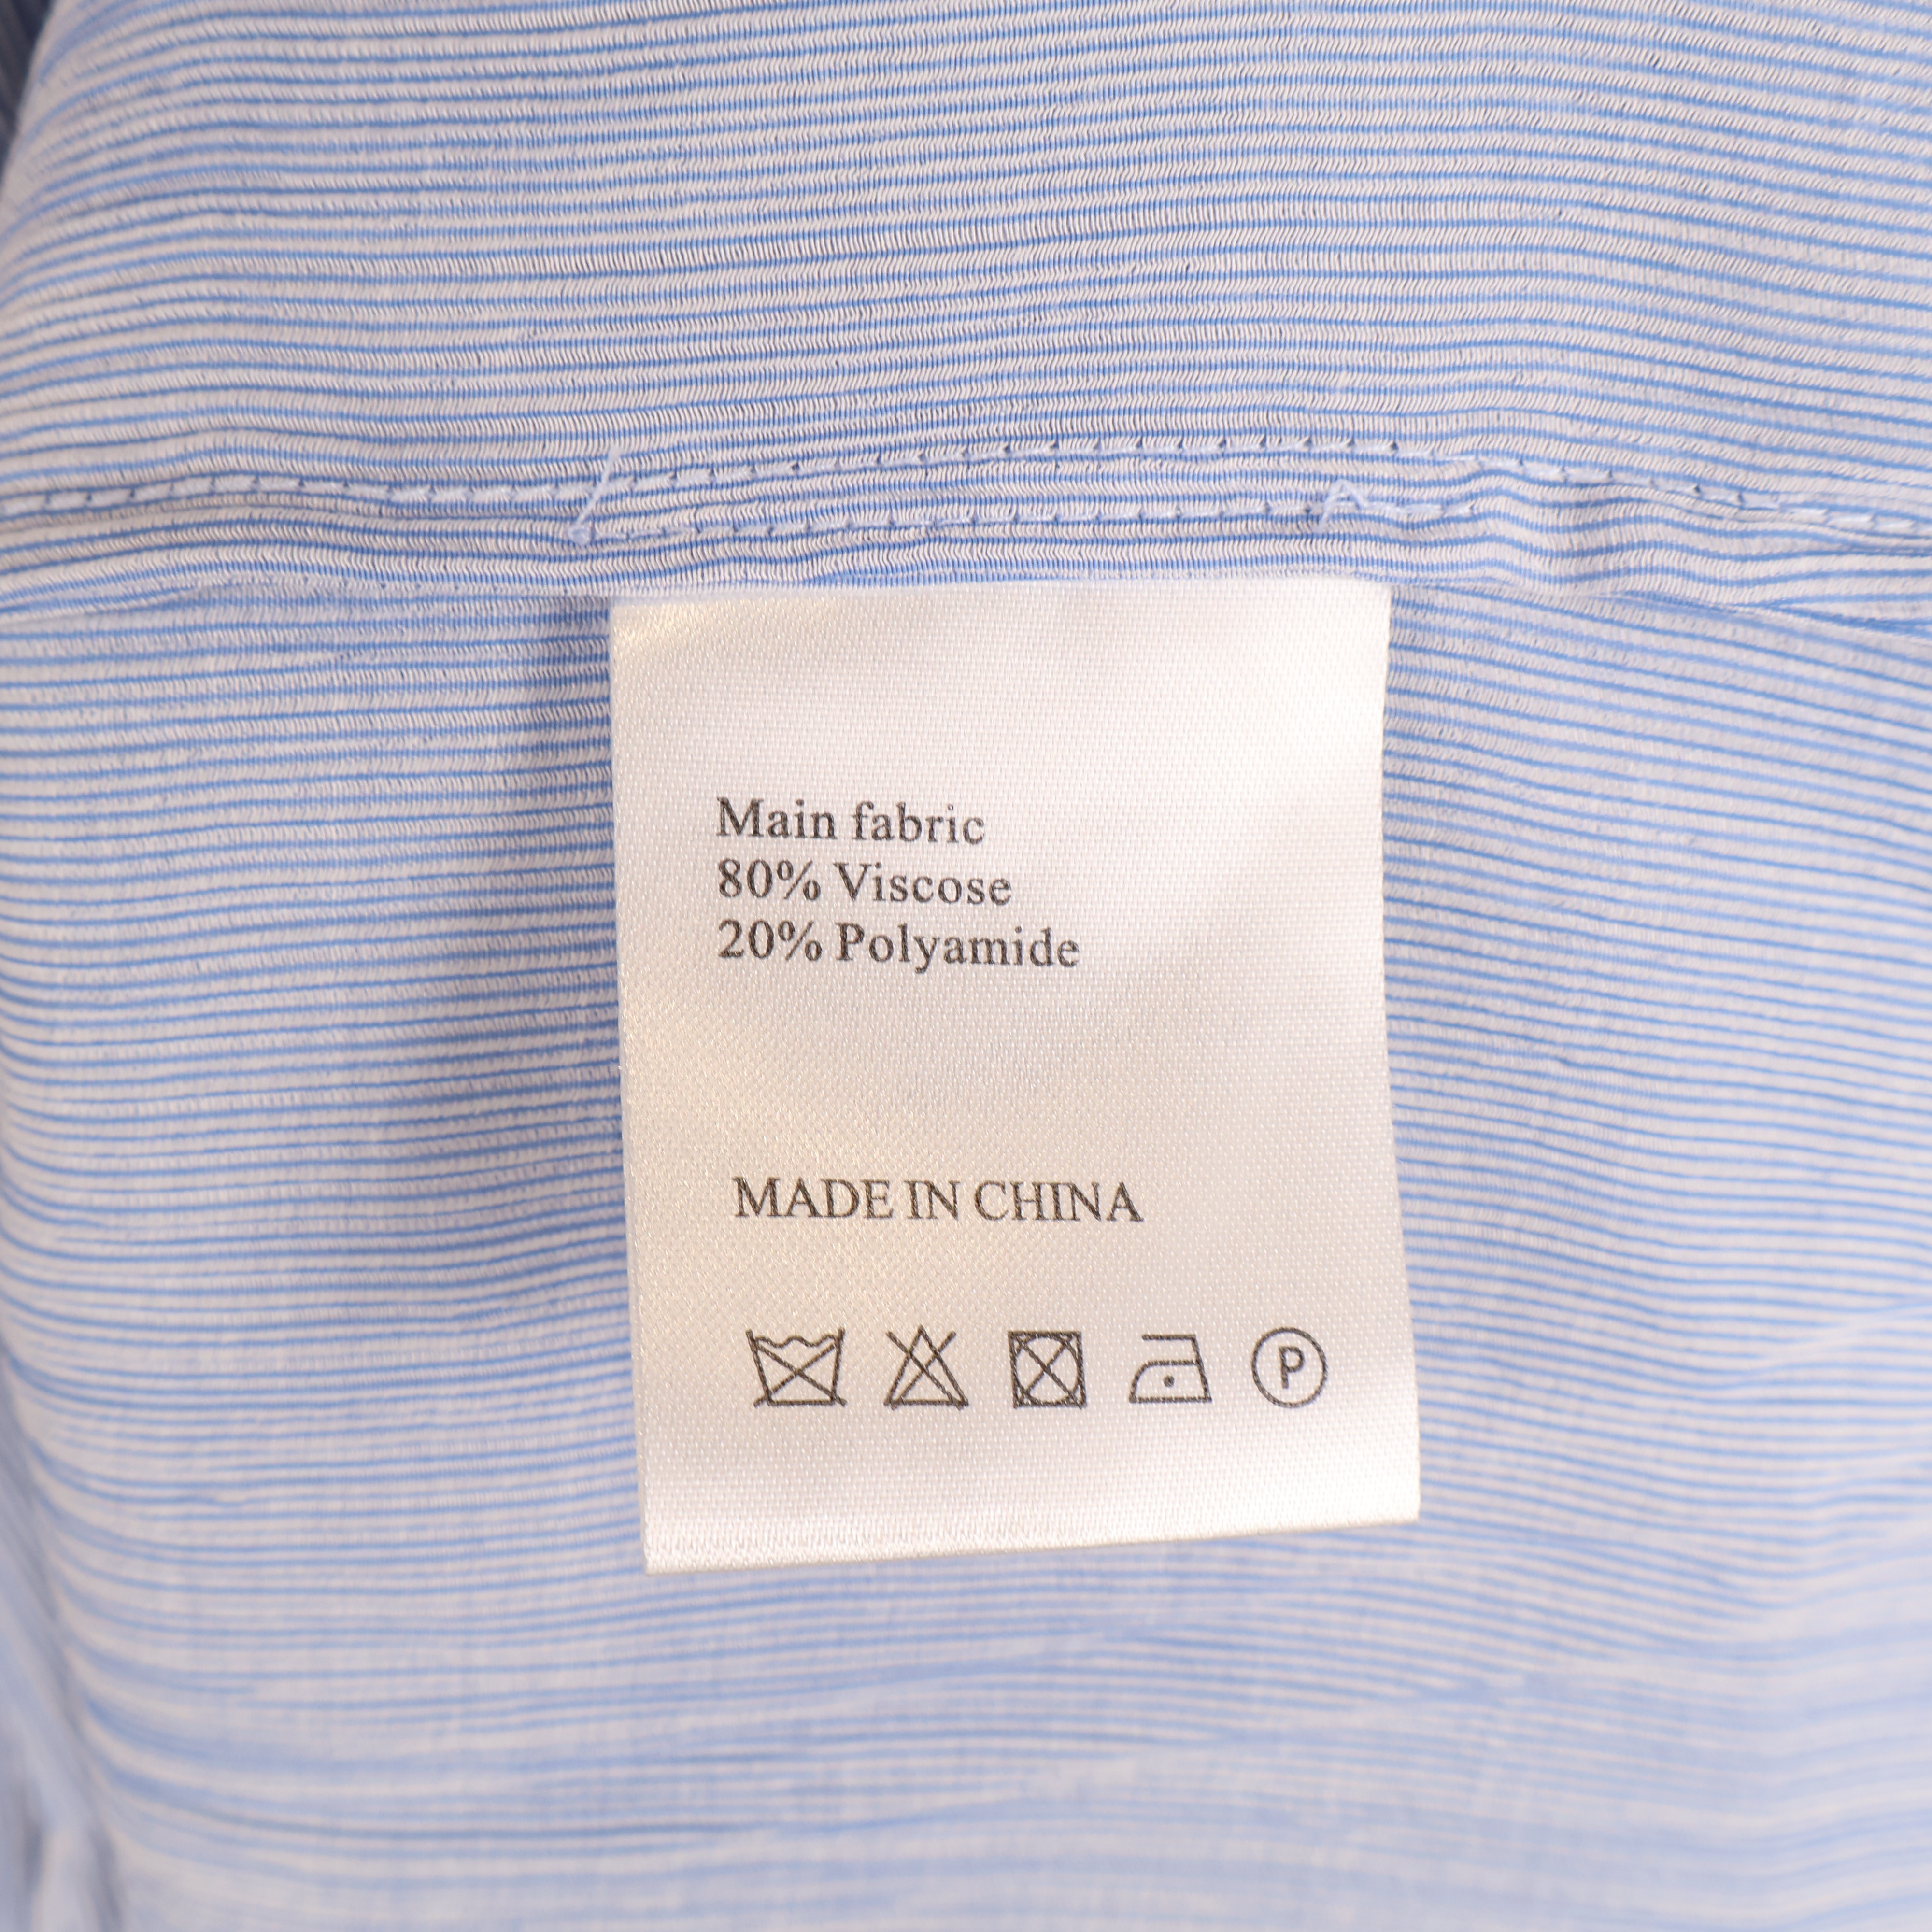 Main fabric
80% Viscose
20% Polyamide
MADE IN CHINA
P